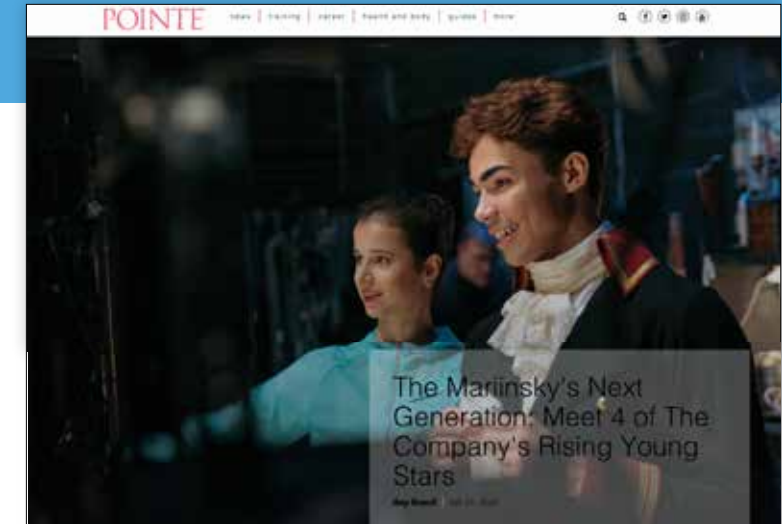 POINTE
news | training | career | health and body | guides | more
The Mariinsky's Next
Generation: Meet 4 of The
Company's Rising Young
Stars